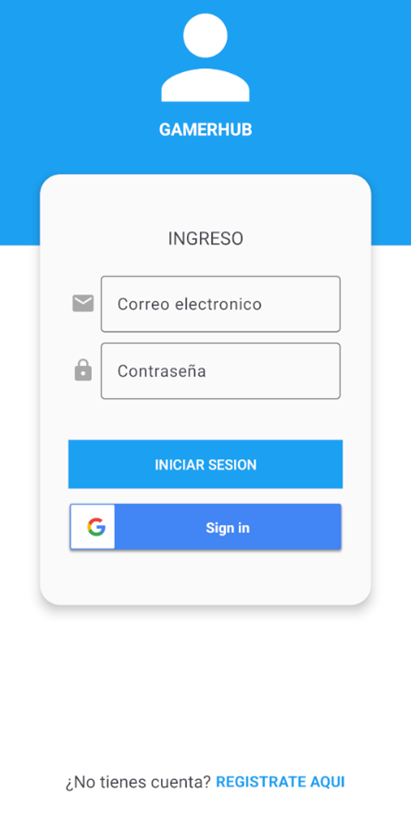 GAMERHUB
INGRESO
Correo electronico
Contraseña
INICIAR SESION
G Sign in
¿No tienes cuenta? REGISTRATE AQUI